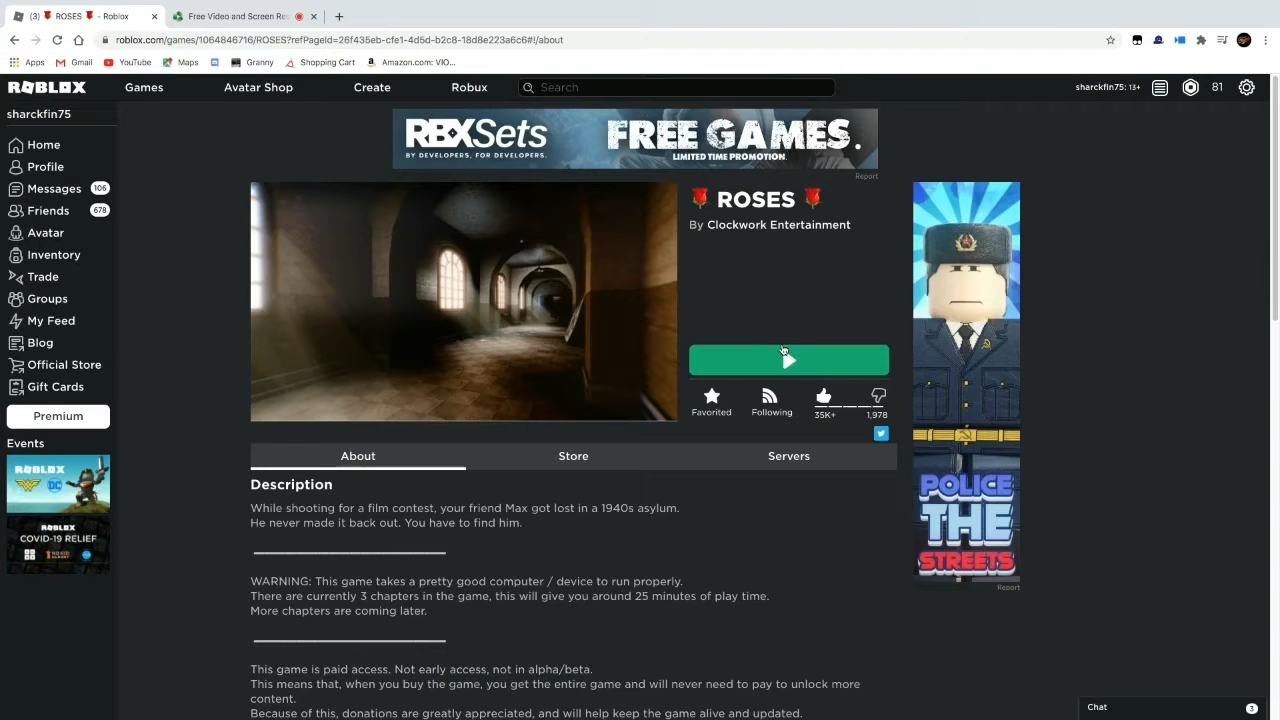 (3) 🌹 ROSES 🌹 - Roblox
Free Video and Screen Rec
roblox.com/games/1064846716/ROSES?refPageId=26f435eb-cfe1-4d5d-b2c8-18d8e223a6c6#!/about
Apps Gmail YouTube Maps Granny Shopping Cart Amazon.com: VIO...
ROBLOX Games Avatar Shop Create Robux Search sharckfin75: 13+ 81
sharckfin75
Home
Profile
Messages 106
Friends 678
Avatar
Inventory
Trade
Groups
My Feed
Blog
Official Store
Gift Cards
Premium
Events
ROBLOX
DC
ROBLOX
COVID-19 RELIEF
RBXSets
BY DEVELOPERS, FOR DEVELOPERS.
FREE GAMES.
LIMITED TIME PROMOTION.
Report
🌹 ROSES 🌹
By Clockwork Entertainment
Favorited Following 35K+ 1,978
About Store Servers
Description
While shooting for a film contest, your friend Max got lost in a 1940s asylum.
He never made it back out. You have to find him.
WARNING: This game takes a pretty good computer / device to run properly.
There are currently 3 chapters in the game, this will give you around 25 minutes of play time.
More chapters are coming later.
This game is paid access. Not early access, not in alpha/beta.
This means that, when you buy the game, you get the entire game and will never need to pay to unlock more
content.
Because of this, donations are greatly appreciated, and will help keep the game alive and updated.
POLICE
THE
STREETS
Report
Chat 3